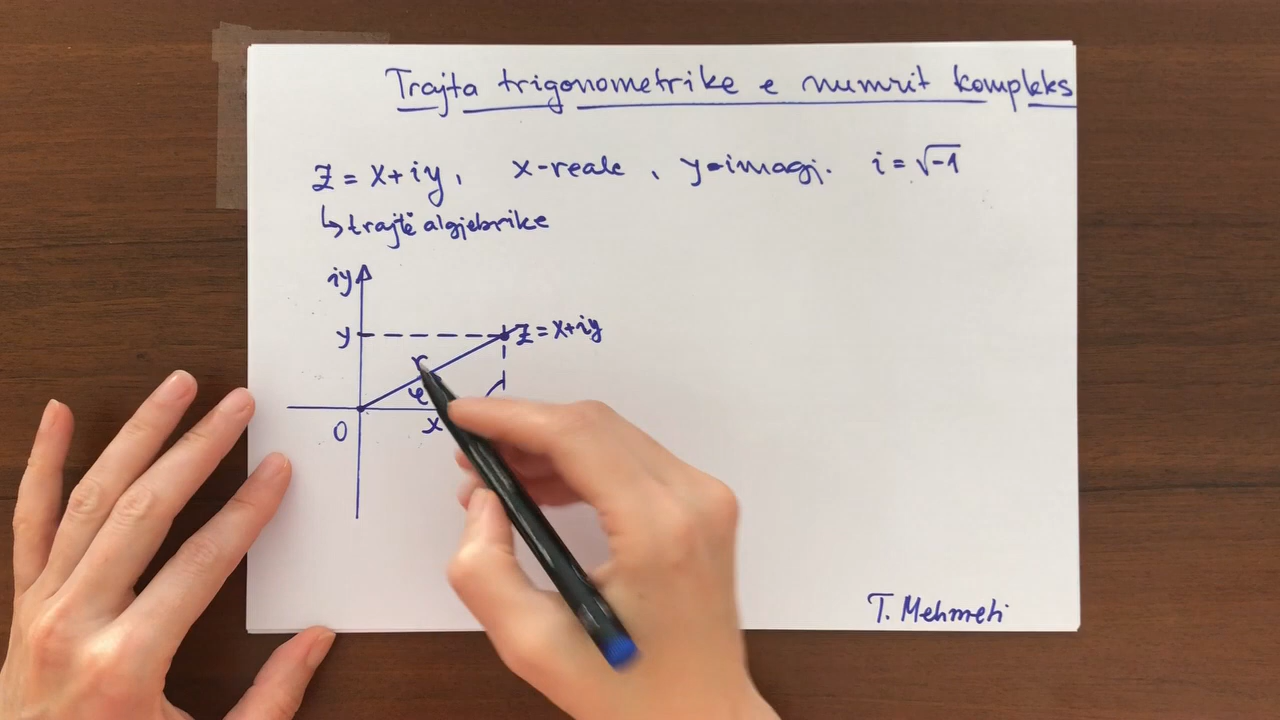 Trajta trigonometrike e numrit kompleks
z = x+iy, x-reale, y-imagj. i = √-1
↳ trajtë algjebrike
iy
y
z = x+iy
r
φ
x
0
T. Mehmeti